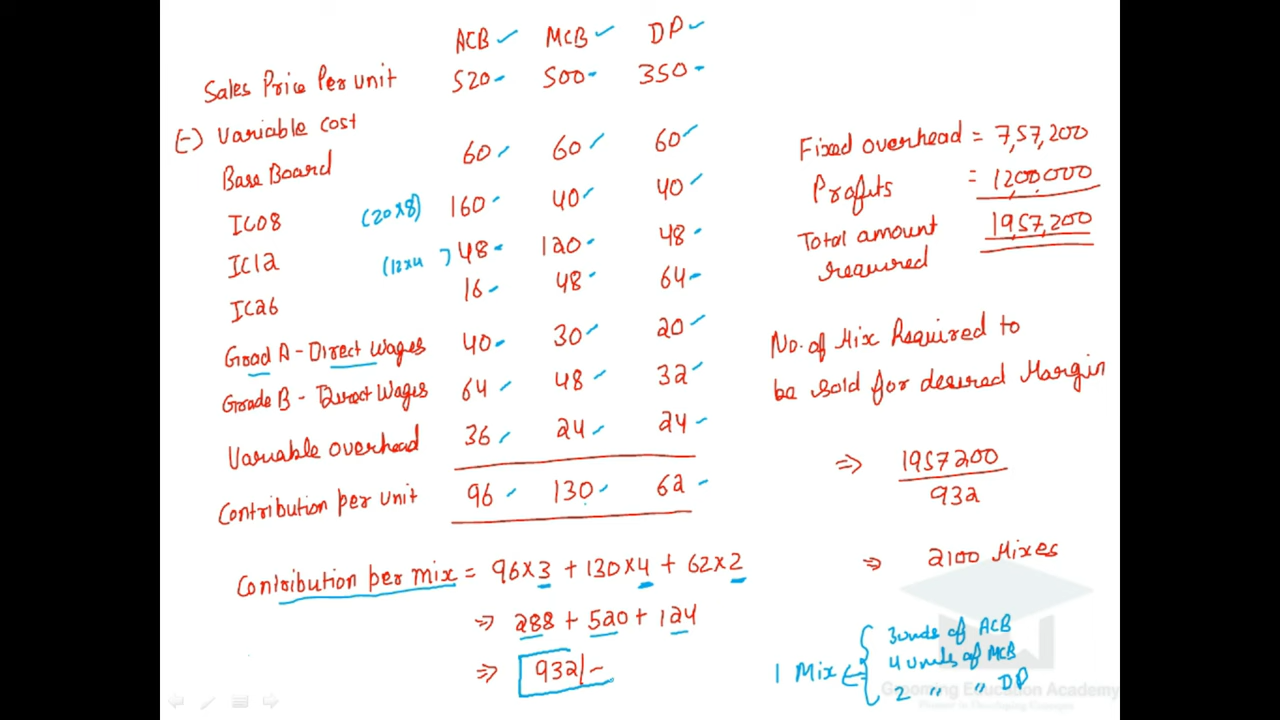 ACB MCB DP
Sales Price Per unit 520 500 350
(-) Variable cost
Base Board 60 60 60
IC08 (20×8) 160 40 40
IC12 (12×4) 48 120 48
IC26 16 48 64
Good A - Direct Wages 40 30 20
Grade B - Direct Wages 64 48 32
Variable overhead 36 24 24
Contribution per unit 96 130 62
Contribution per mix = 96×3 + 130×4 + 62×2
⇒ 288 + 520 + 124
⇒ 932/-
Fixed overhead = 7,57,200
Profits = 1200000
Total amount 19,57,200
required
No. of Mix Required to
be Sold for desired Margin
⇒ 1957200
932
⇒ 2100 Mixes
1 Mix
3 units of ACB
4 units of MCB
2 " " DP
Grooming Education Academy